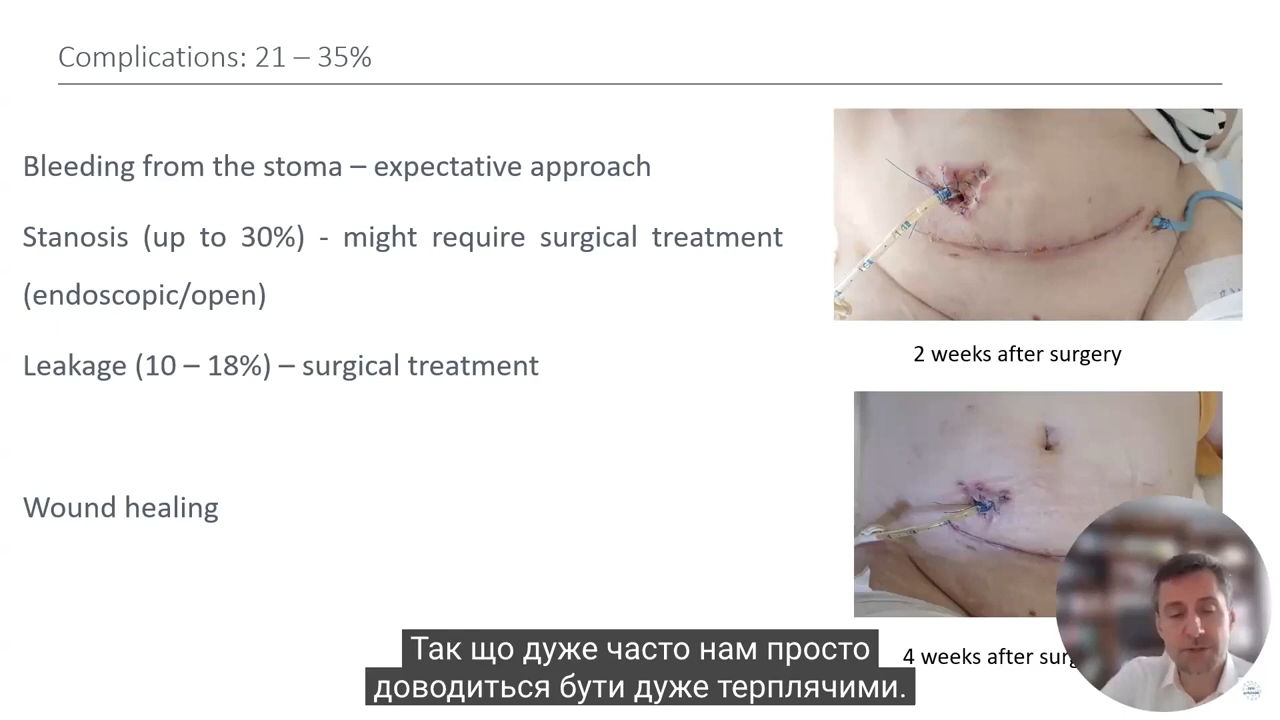 Complications: 21 – 35%
Bleeding from the stoma – expectative approach
Stanosis (up to 30%) - might require surgical treatment
(endoscopic/open)
Leakage (10 – 18%) – surgical treatment
Wound healing
2 weeks after surgery
4 weeks after surg
Так що дуже часто нам просто
доводиться бути дуже терплячими.